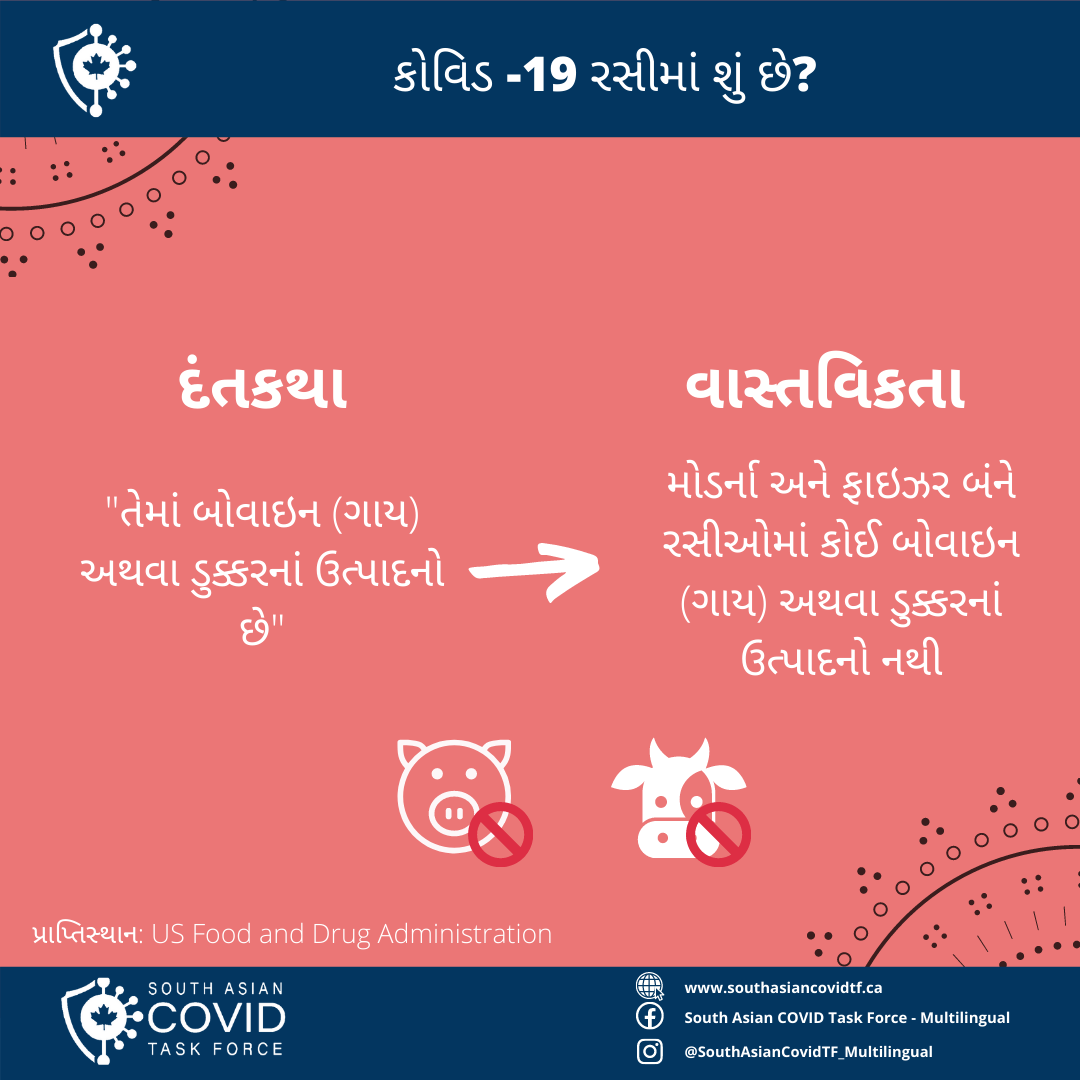 કોવિડ -19 રસીમાં શું છે?
દંતકથા
"તેમાં બોવાઇન (ગાય)
અથવા ડુક્કરનાં ઉત્પાદનો
છે"
વાસ્તવિકતા
મોડર્ના અને ફાઇઝર બંને
રસીઓમાં કોઈ બોવાઇન
(ગાય) અથવા ડુક્કરનાં
ઉત્પાદનો નથી
પ્રાપ્તિસ્થાન: US Food and Drug Administration
SOUTH ASIAN
COVID
TASK FORCE
www.southasiancovidtf.ca
South Asian COVID Task Force - Multilingual
@SouthAsianCovidTF_Multilingual